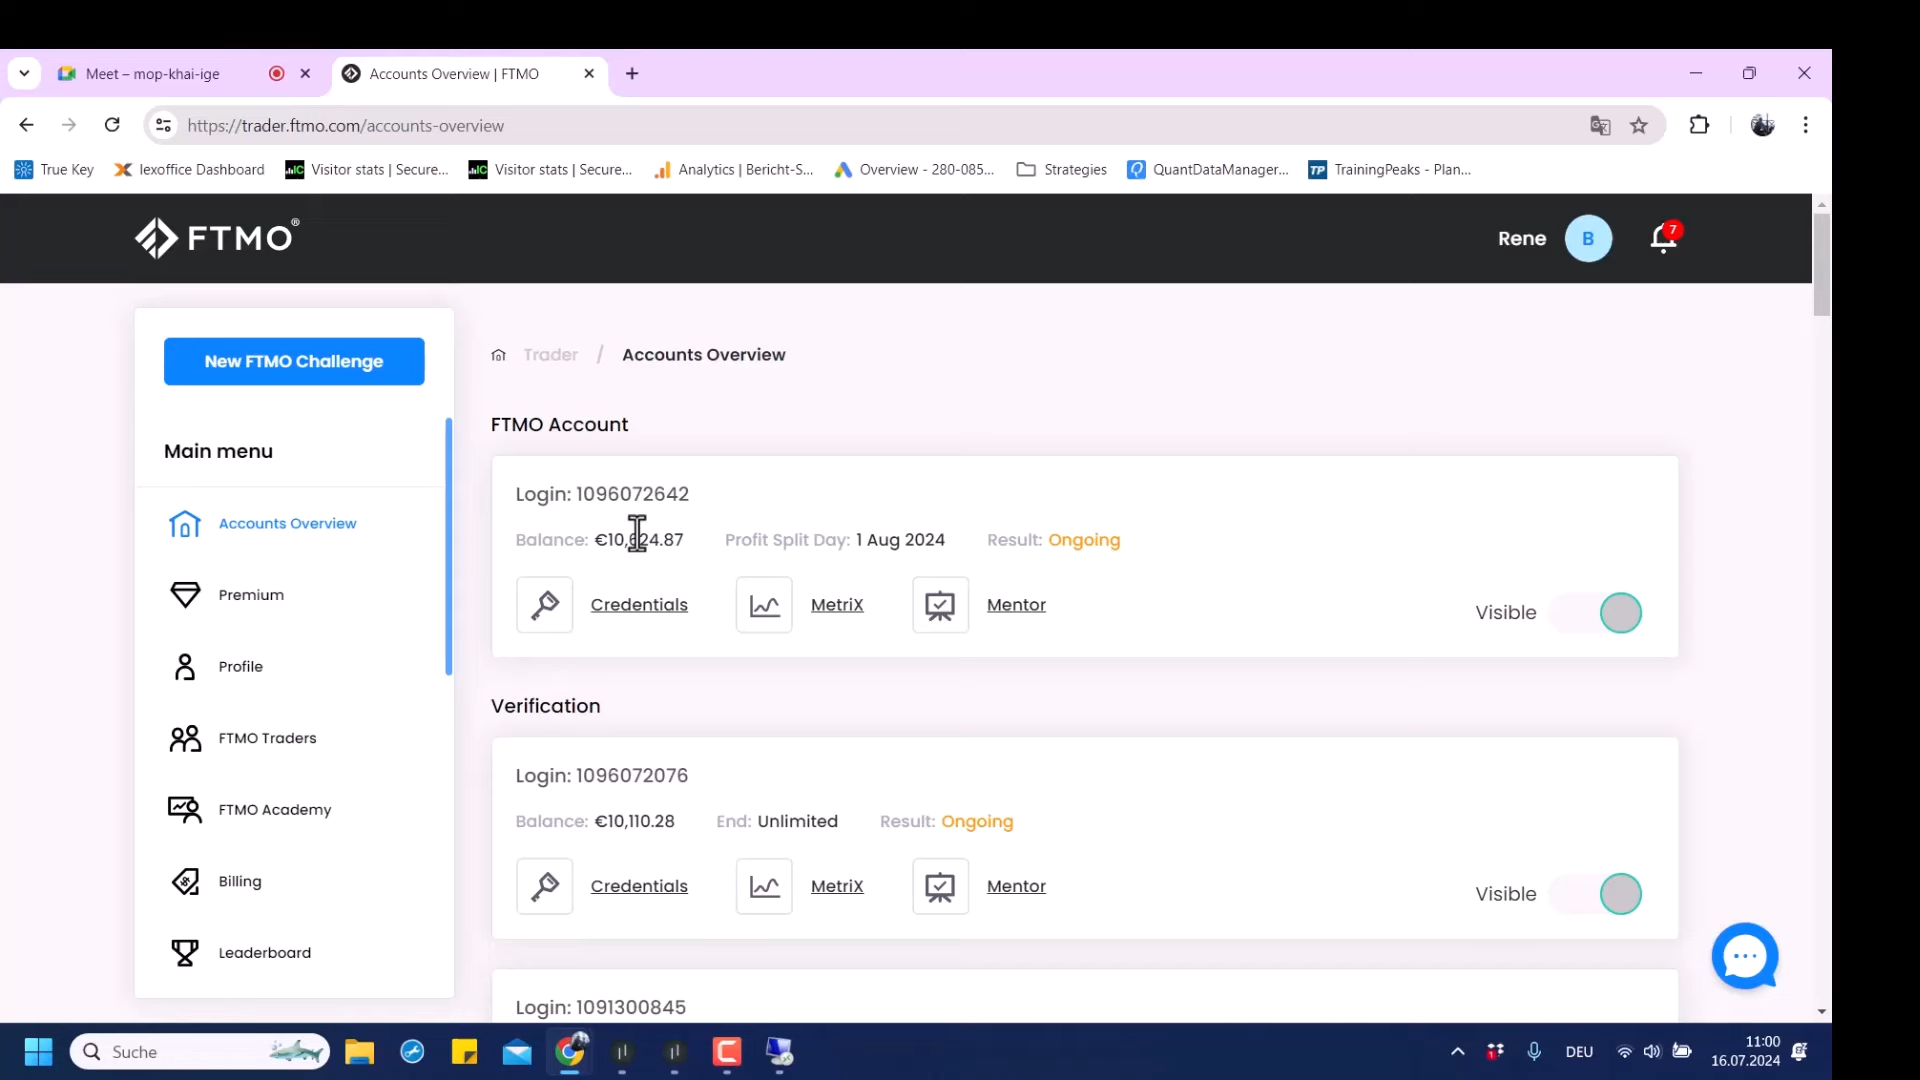 Meet – mop-khai-ige
Accounts Overview | FTMO
https://trader.ftmo.com/accounts-overview
True Key
lexoffice Dashboard
Visitor stats | Secure...
Visitor stats | Secure...
Analytics | Bericht-S...
Overview - 280-085...
Strategies
QuantDataManager...
TP
TrainingPeaks - Plan...
FTMO®
Rene
B
7
New FTMO Challenge
Main menu
Accounts Overview
Premium
Profile
FTMO Traders
FTMO Academy
Billing
Leaderboard
Trader / Accounts Overview
FTMO Account
Login: 1096072642
Balance: Profit Split Day: 1 Aug 2024 Result: Ongoing
Credentials MetriX Mentor
Visible
Verification
Login: 1096072076
Balance: €10,110.28 End: Unlimited Result: Ongoing
Credentials MetriX Mentor
Visible
Login: 1091300845
Suche
DEU
11:00
16.07.2024